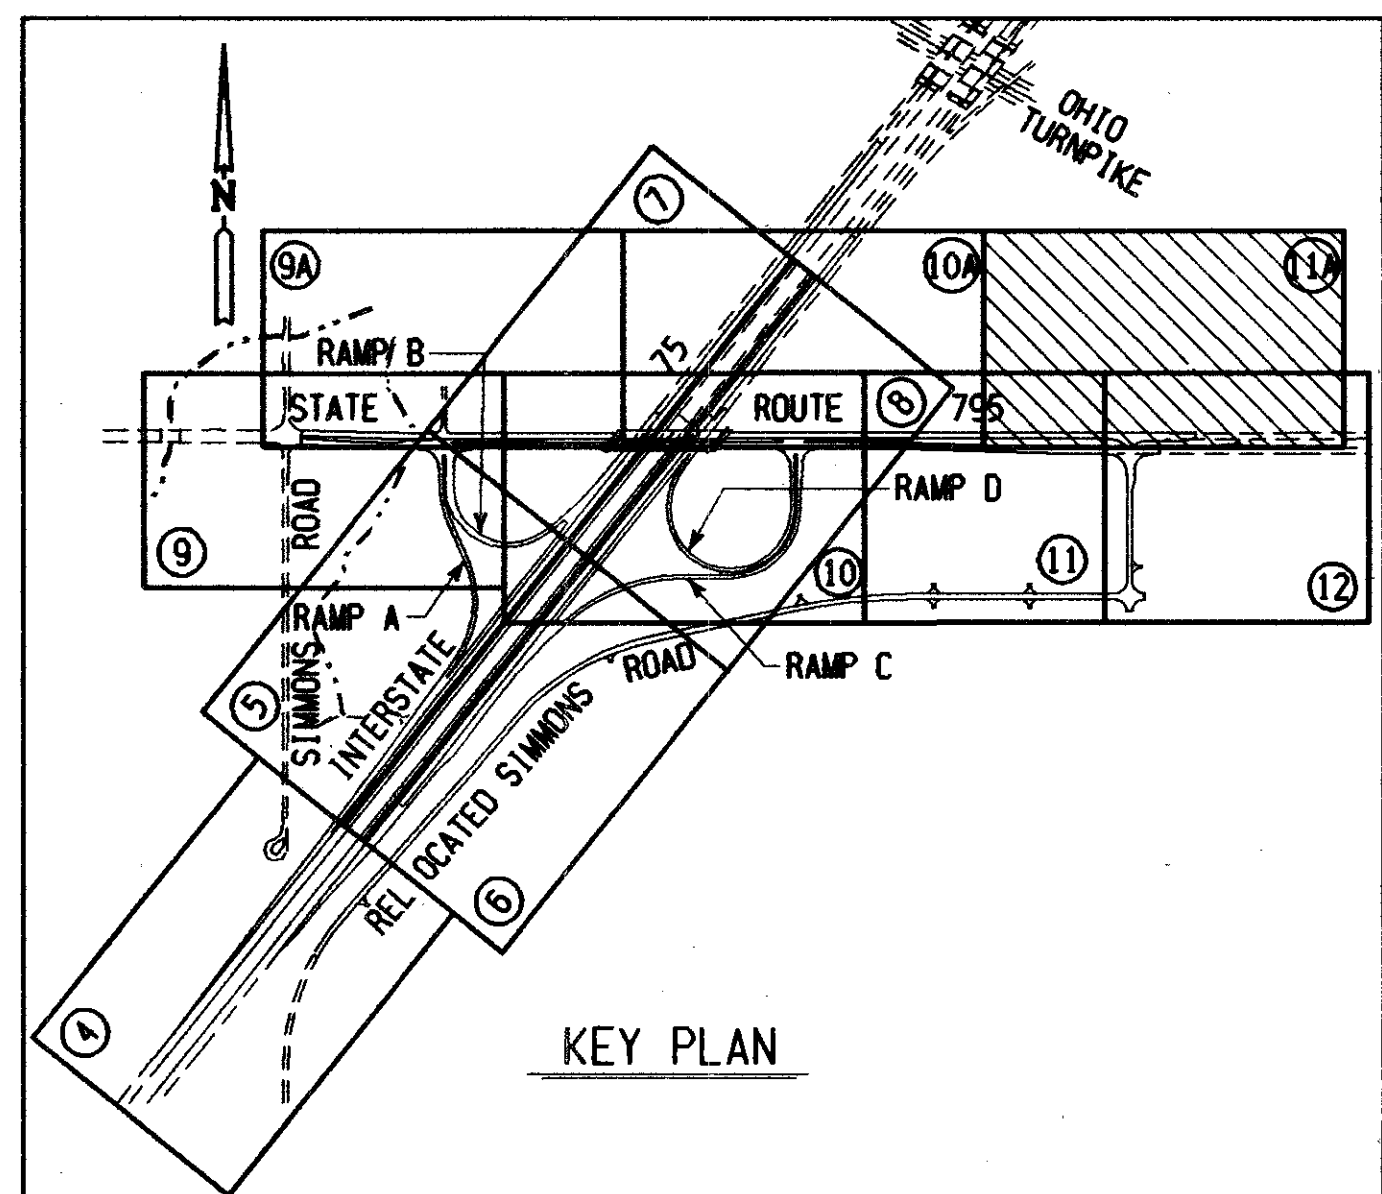 OHIO
TURNPIKE
N
7
9A
10A
11A
RAMP B
75
STATE
ROUTE
8
795
RAMP D
ROAD
9
10
11
12
RAMP A
SIMMONS
INTERSTATE
ROAD
RAMP C
5
RELOCATED SIMMONS
6
4
KEY PLAN